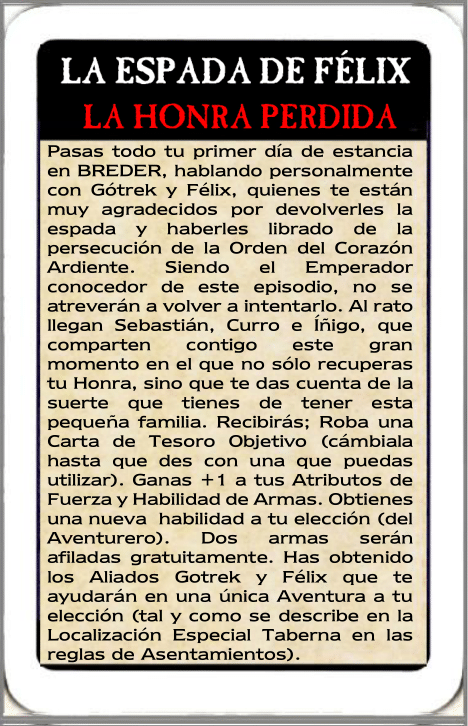 LA ESPADA DE FÉLIX
LA HONRA PERDIDA
Pasas todo tu primer día de estancia
en BREDER, hablando personalmente
con Gótrek y Félix, quienes te están
muy agradecidos por devolverles la
espada y haberles librado de la
persecución de la Orden del Corazón
Ardiente. Siendo el Emperador
conocedor de este episodio, no se
atreverán a volver a intentarlo. Al rato
llegan Sebastián, Curro e Íñigo, que
comparten contigo este gran
momento en el que no sólo recuperas
tu Honra, sino que te das cuenta de la
suerte que tienes de tener esta
pequeña familia. Recibirás; Roba una
Carta de Tesoro Objetivo (cámbiala
hasta que des con una que puedas
utilizar). Ganas +1 a tus Atributos de
Fuerza y Habilidad de Armas. Obtienes
una nueva habilidad a tu elección (del
Aventurero). Dos armas serán
afiladas gratuitamente. Has obtenido
los Aliados Gotrek y Félix que te
ayudarán en una única Aventura a tu
elección (tal y como se describe en la
Localización Especial Taberna en las
reglas de Asentamientos).